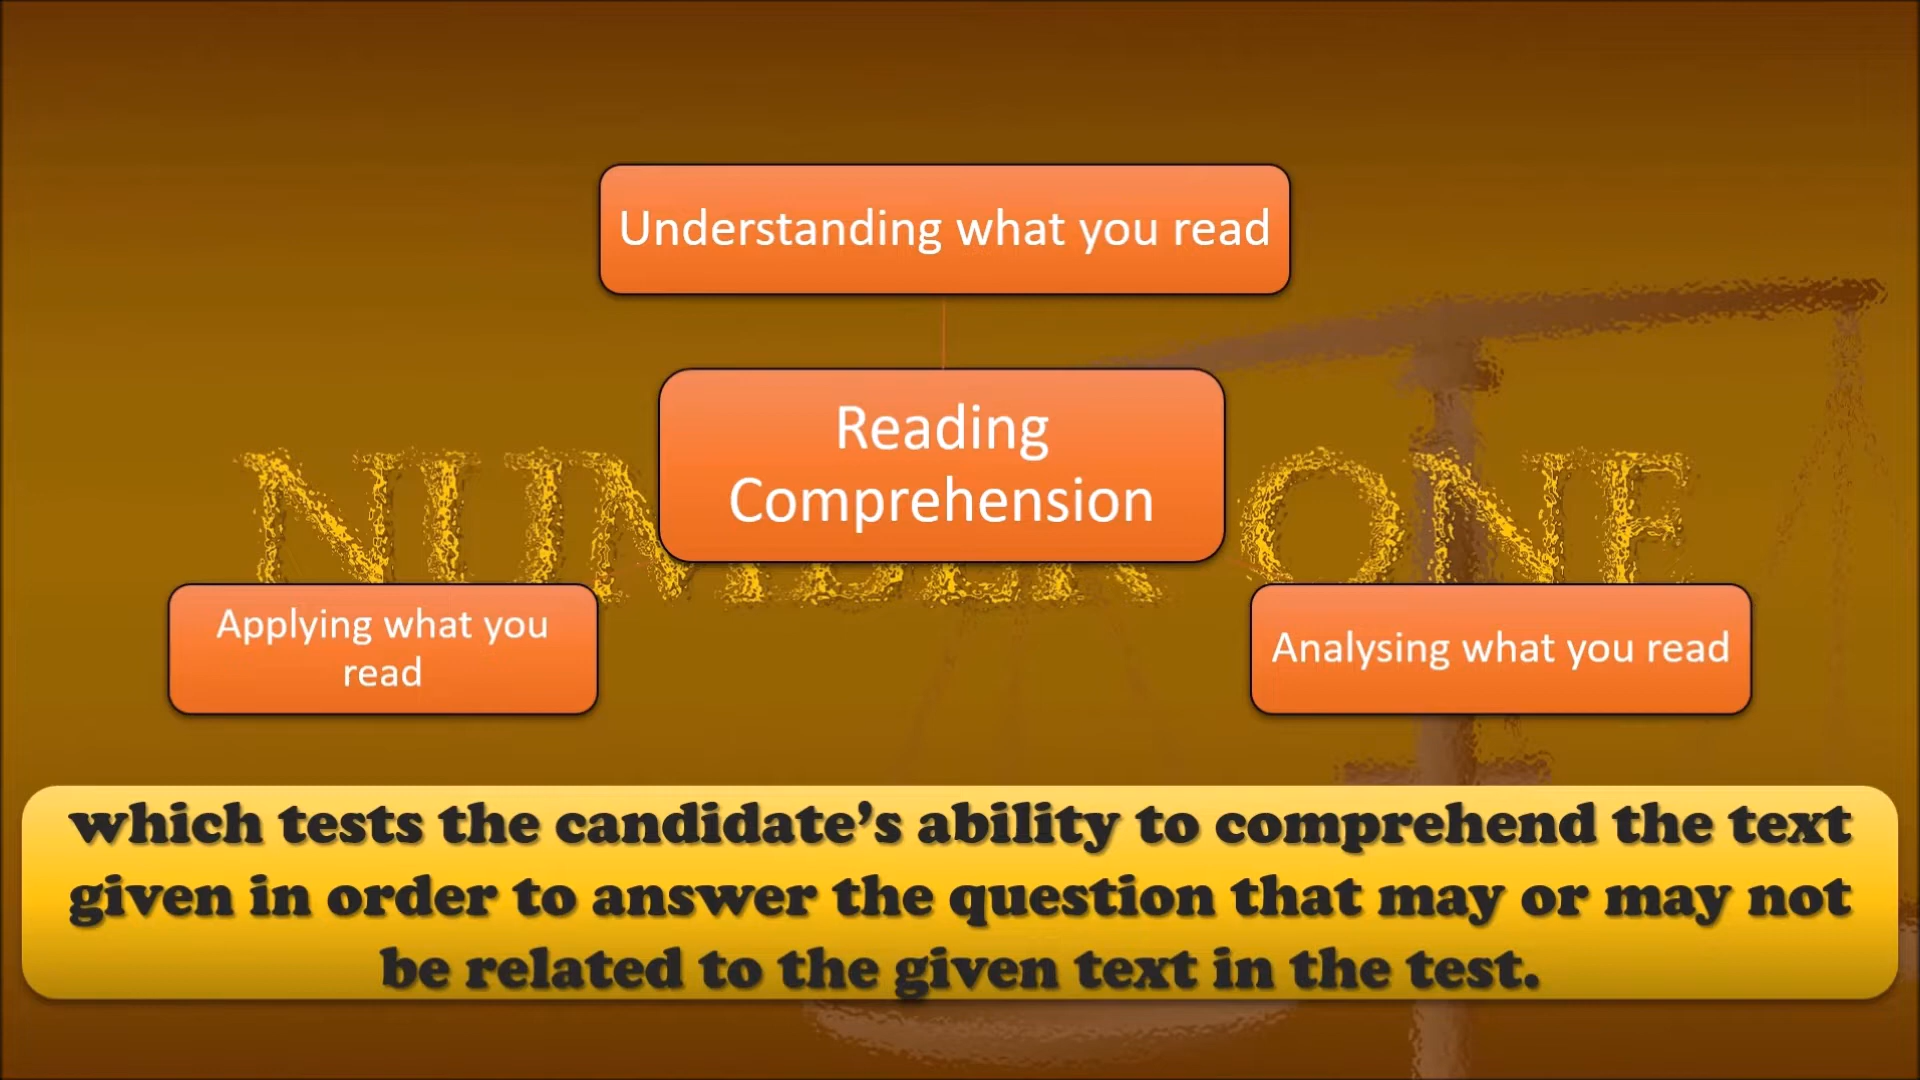 Understanding what you read
Reading
Comprehension
NUMBER ONE
Applying what you
read
Analysing what you read
which tests the candidate's ability to comprehend the text
given in order to answer the question that may or may not
be related to the given text in the test.